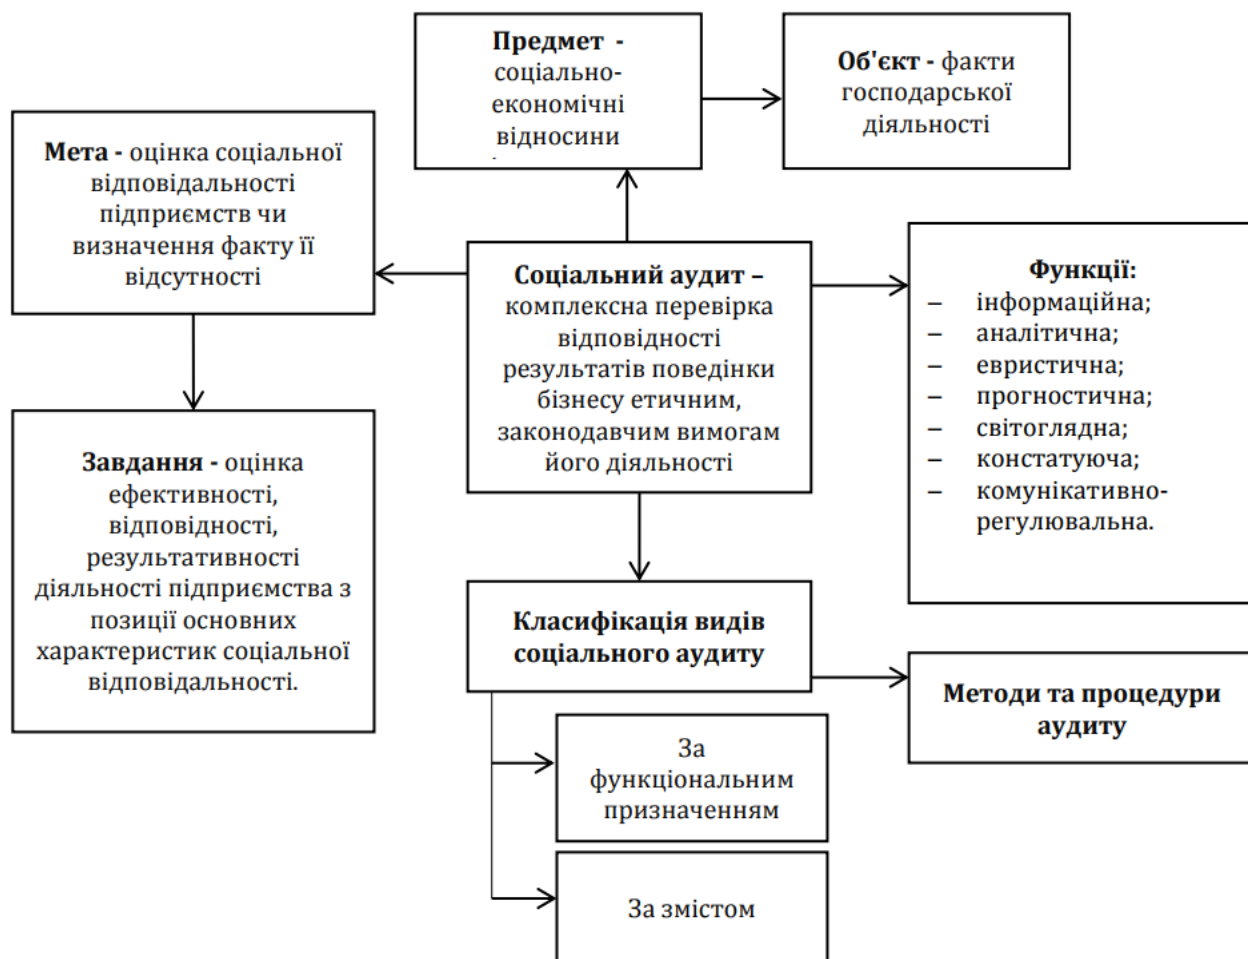 Предмет -
соціально-
економічні
відносини
Об'єкт - факти
господарської
діяльності
Мета - оцінка соціальної
відповідальності
підприємств чи
визначення факту її
відсутності
Соціальний аудит –
комплексна перевірка
відповідності
результатів поведінки
бізнесу етичним,
законодавчим вимогам
його діяльності
Функції:
– інформаційна;
– аналітична;
– евристична;
– прогностична;
– світоглядна;
– констатуюча;
– комунікативно-
регулювальна.
Завдання - оцінка
ефективності,
відповідності,
результативності
діяльності підприємства з
позиції основних
характеристик соціальної
відповідальності.
Класифікація видів
соціального аудиту
Методи та процедури
аудиту
За
функціональним
призначенням
За змістом